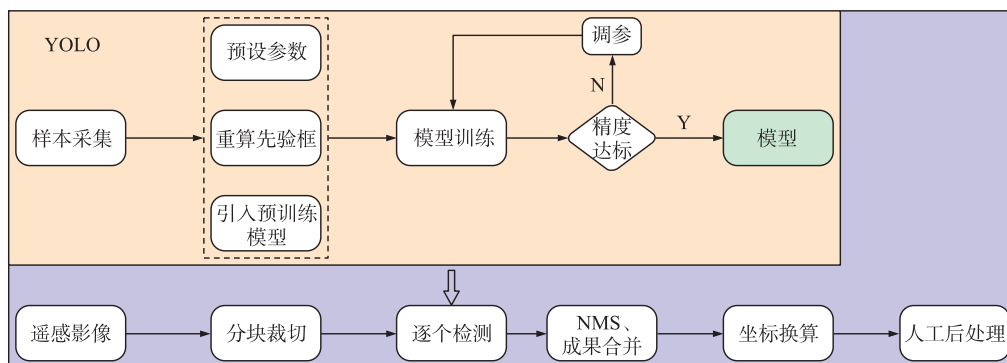 YOLO
预设参数
调参
N
样本采集
重算先验框
模型训练
精度
达标
Y
模型
引入预训练
模型
遥感影像
分块裁切
逐个检测
NMS、
成果合并
坐标换算
人工后处理